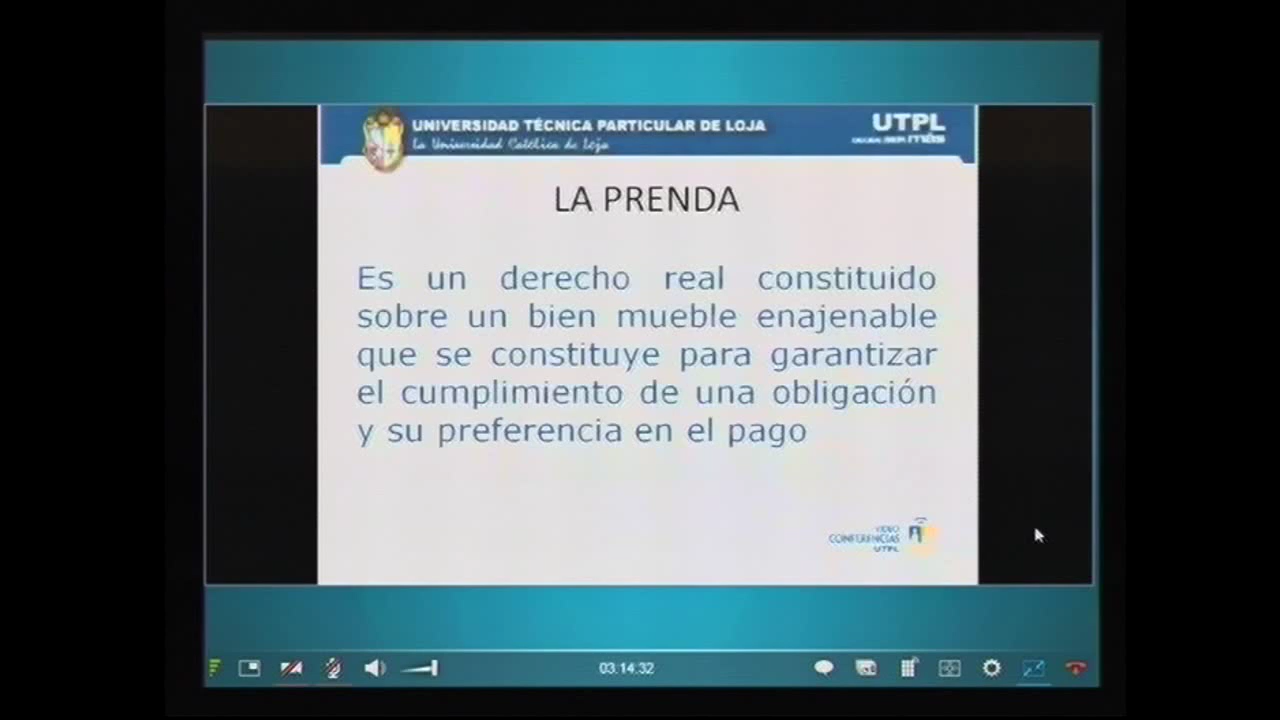 UNIVERSIDAD TÉCNICA PARTICULAR DE LOJA
La Universidad Católica de Loja
UTPL
LA PRENDA
Es un derecho real constituido
sobre un bien mueble enajenable
que se constituye para garantizar
el cumplimiento de una obligación
y su preferencia en el pago
VIDEO
CONFERENCIAS
UTPL
03:14:32